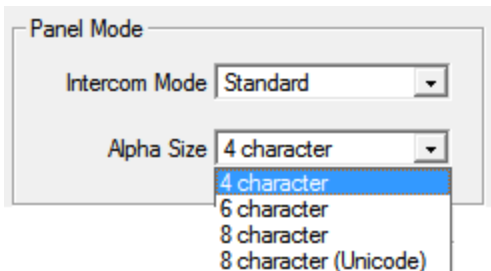 Panel Mode
Intercom Mode Standard
Alpha Size 4 character
4 character
6 character
8 character
8 character (Unicode)